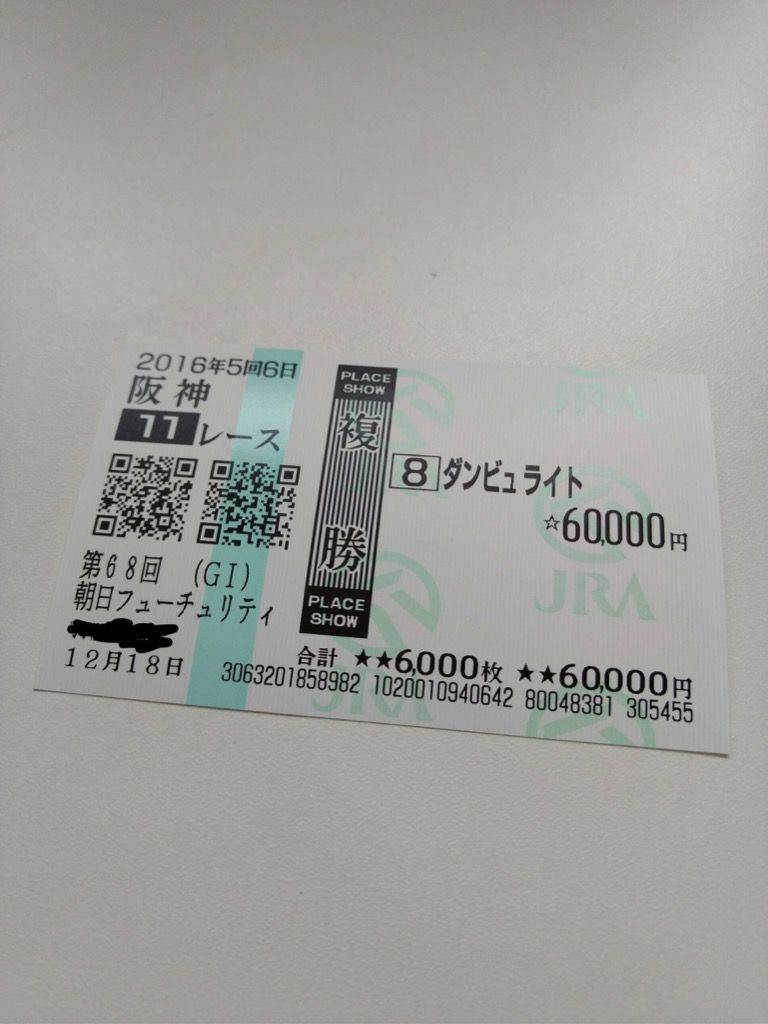 2016年5回6日
阪神
11レース
第68回 (GI)
朝日フューチュリティ
12月18日
PLACE
SHOW
複勝
PLACE
SHOW
8 ダンビュライト
☆60,000円
合計 ★★6,000枚 ★★60,000円
3063201858982 1020010940642 80048381 305455
JRA
JRA
JRA